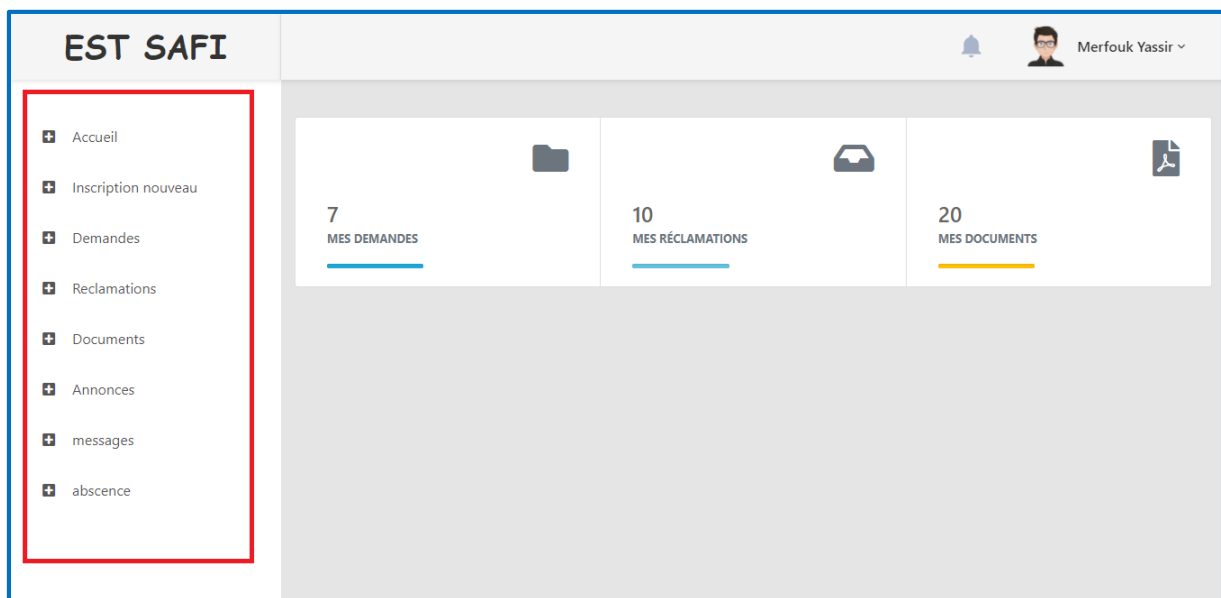 EST SAFI
Merfouk Yassir
Accueil
Inscription nouveau
Demandes
Reclamations
Documents
Annonces
messages
abscence
7
MES DEMANDES
10
MES RÉCLAMATIONS
20
MES DOCUMENTS